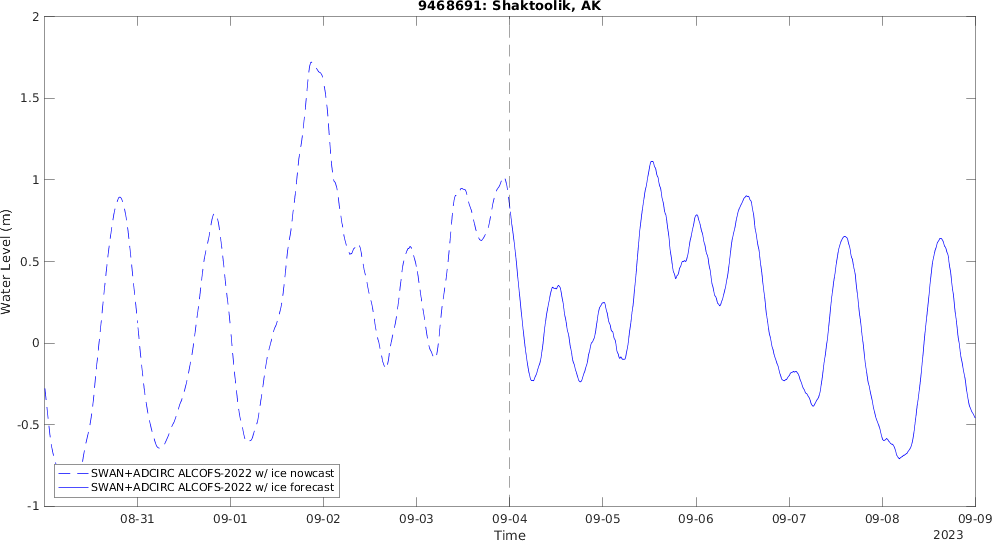 9468691: Shaktoolik, AK
2
1.5
1
0.5
0
-0.5
-1
Water Level (m)
SWAN+ADCIRC ALCOFS-2022 w/ ice nowcast
SWAN+ADCIRC ALCOFS-2022 w/ ice forecast
08-31 09-01 09-02 09-03 09-04 09-05 09-06 09-07 09-08 09-09
Time
2023